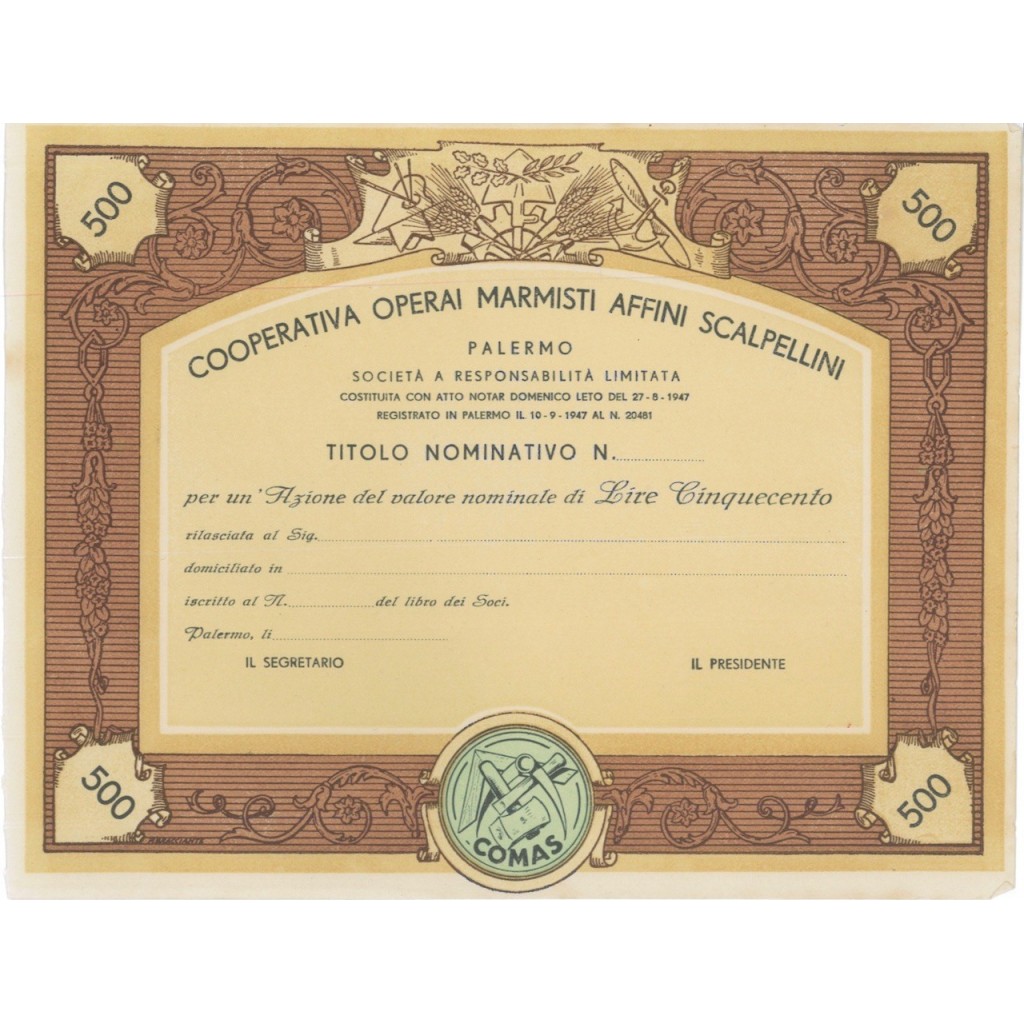 500
500
COOPERATIVA OPERAI MARMISTI AFFINI SCALPELLINI
PALERMO
SOCIETÀ A RESPONSABILITÀ LIMITATA
COSTITUITA CON ATTO NOTAR DOMENICO LETO DEL 27-8-1947
REGISTRATO IN PALERMO IL 10-9-1947 AL N. 20481
TITOLO NOMINATIVO N.
per un' Azione del valore nominale di Lire Cinquecento
rilasciata al Sig.
domiciliato in
iscritto al N. del libro dei Soci.
Palermo, li
IL SEGRETARIO IL PRESIDENTE
500
500
COMAS